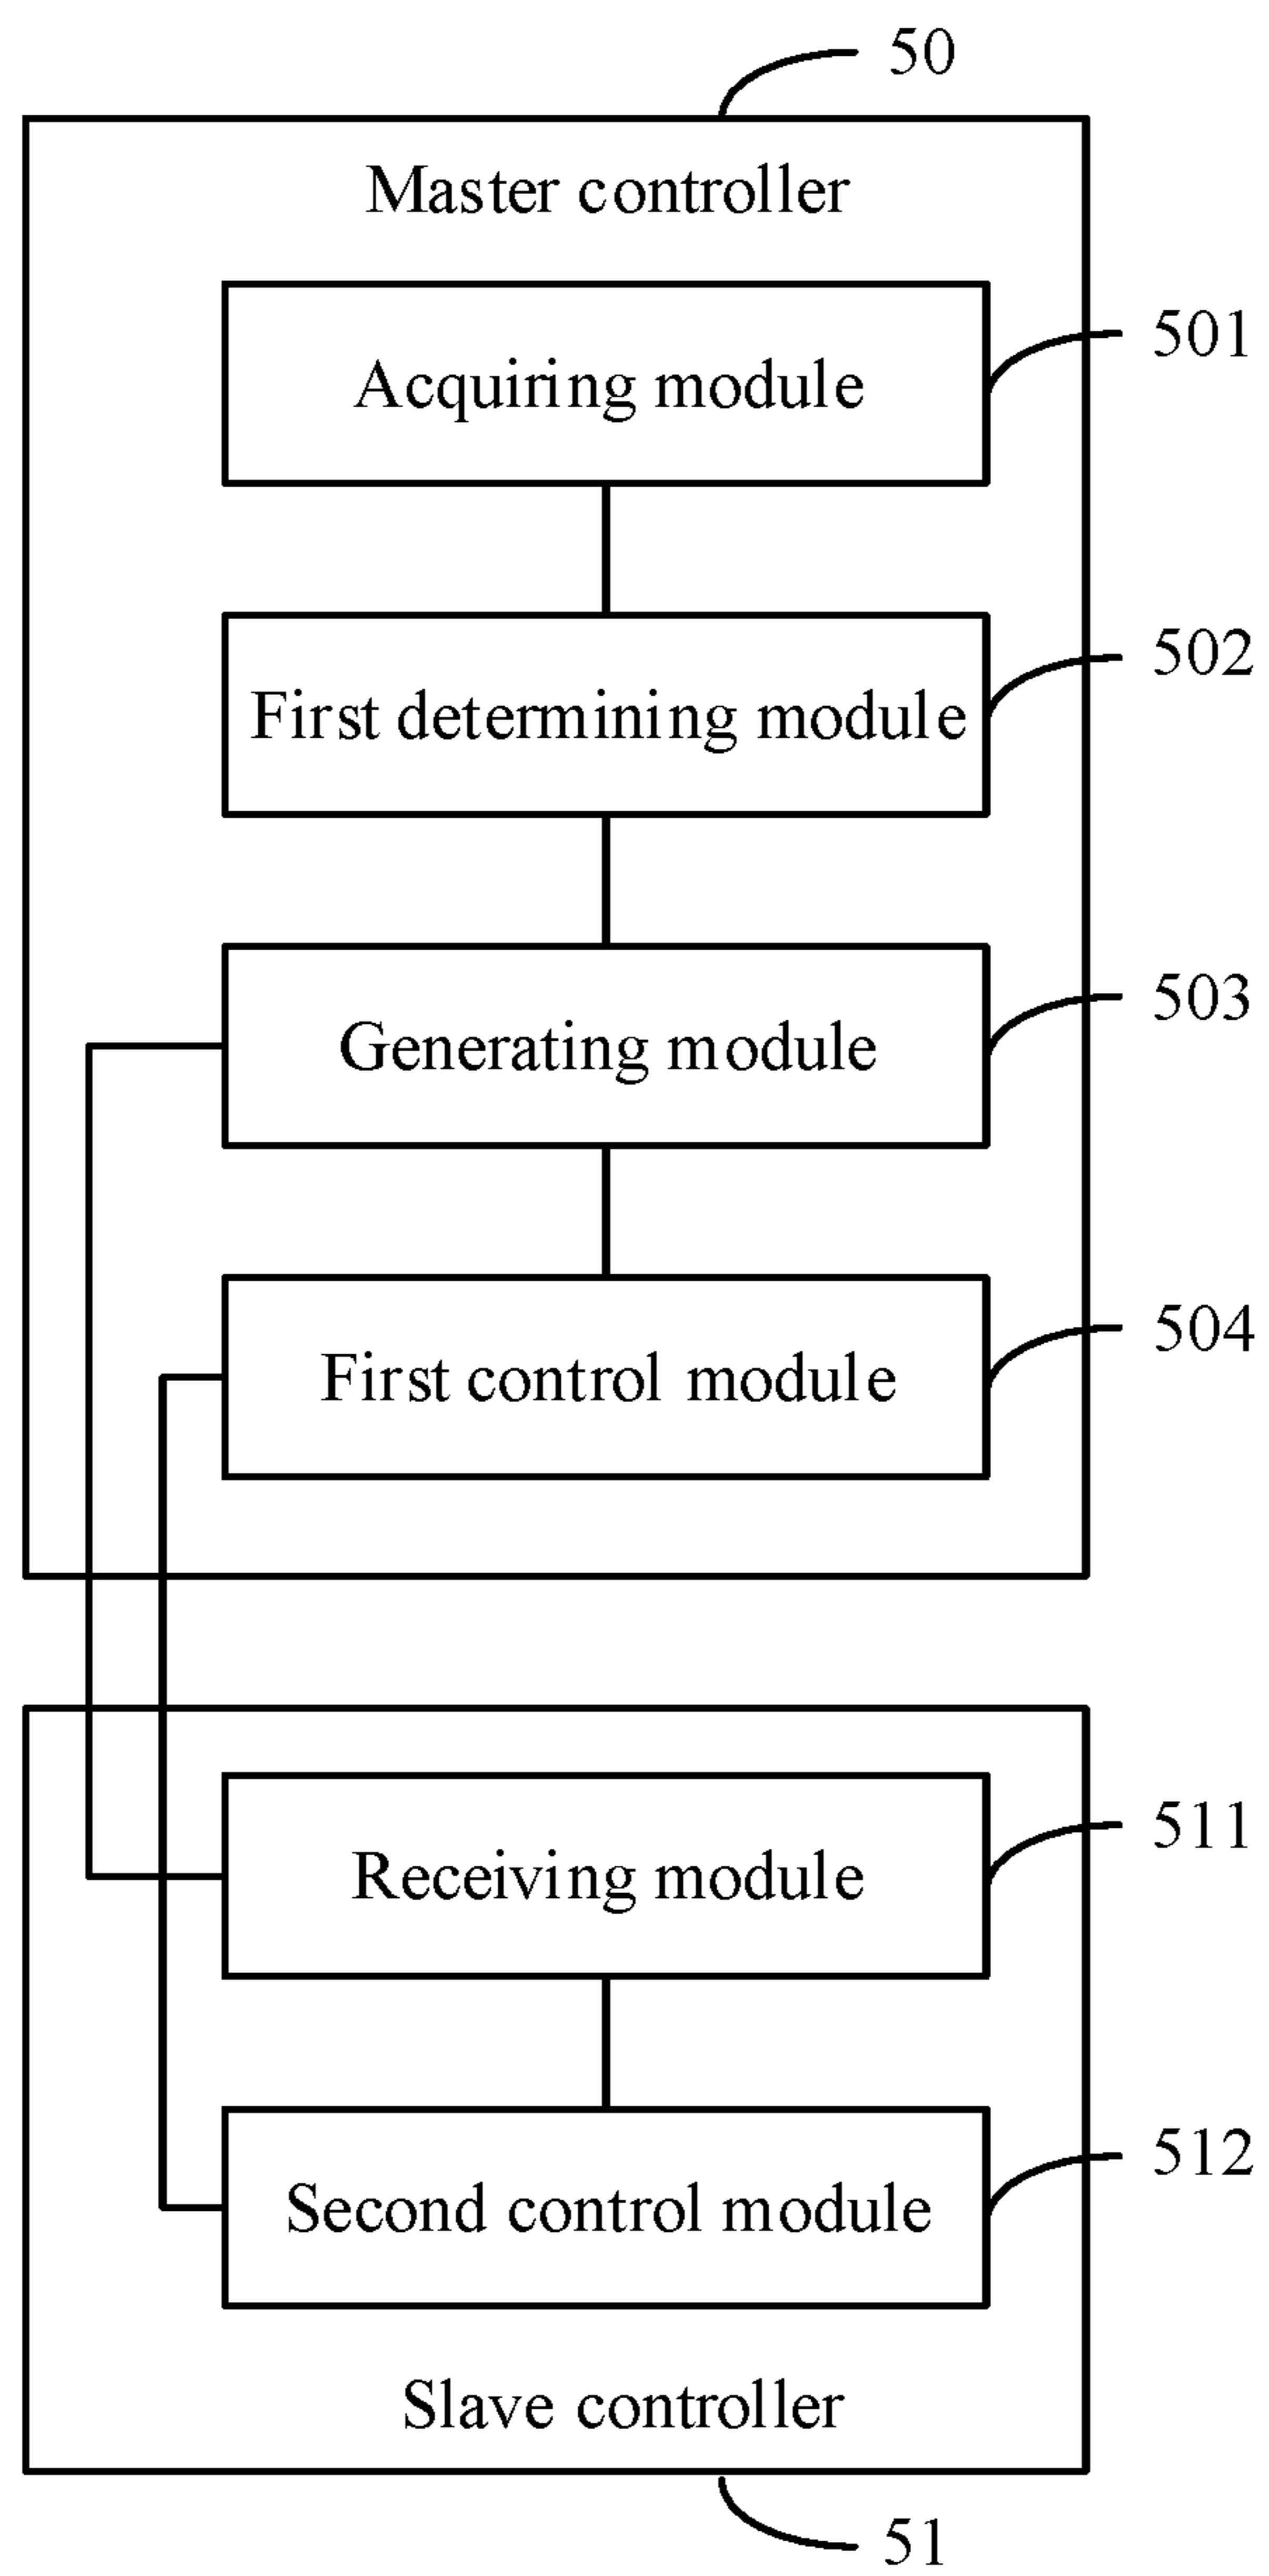 50
Master controller
501
Acquiring module
502
First determining module
503
Generating module
504
First control module
511
Receiving module
512
Second control module
Slave controller
51